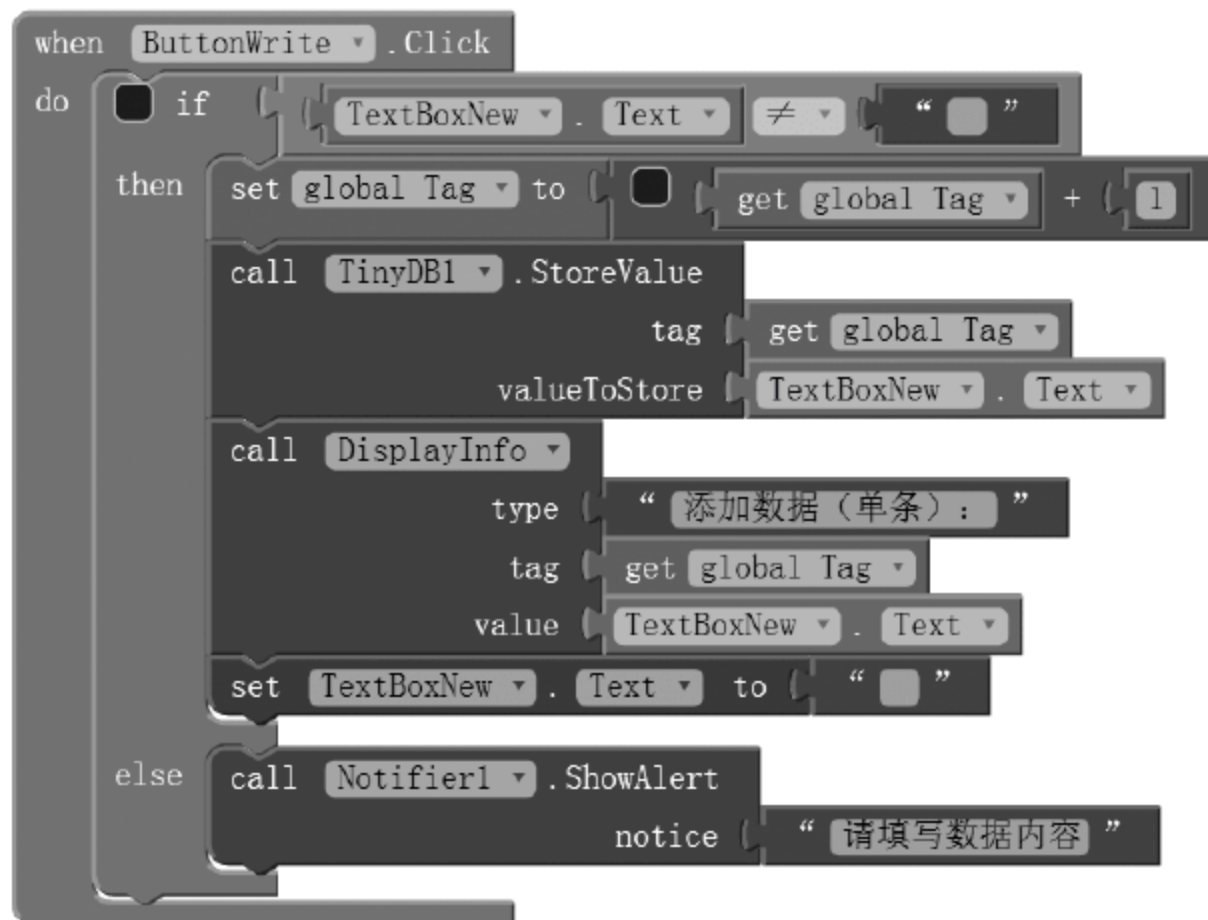 when ButtonWrite .Click
do if TextBoxNew . Text ≠ “ ”
then set global Tag to get global Tag + 1
call TinyDB1 .StoreValue
tag get global Tag
valueToStore TextBoxNew . Text
call DisplayInfo
type “ 添加数据（单条）： ”
tag get global Tag
value TextBoxNew . Text
set TextBoxNew . Text to “ ”
else call Notifier1 .ShowAlert
notice “ 请填写数据内容 ”